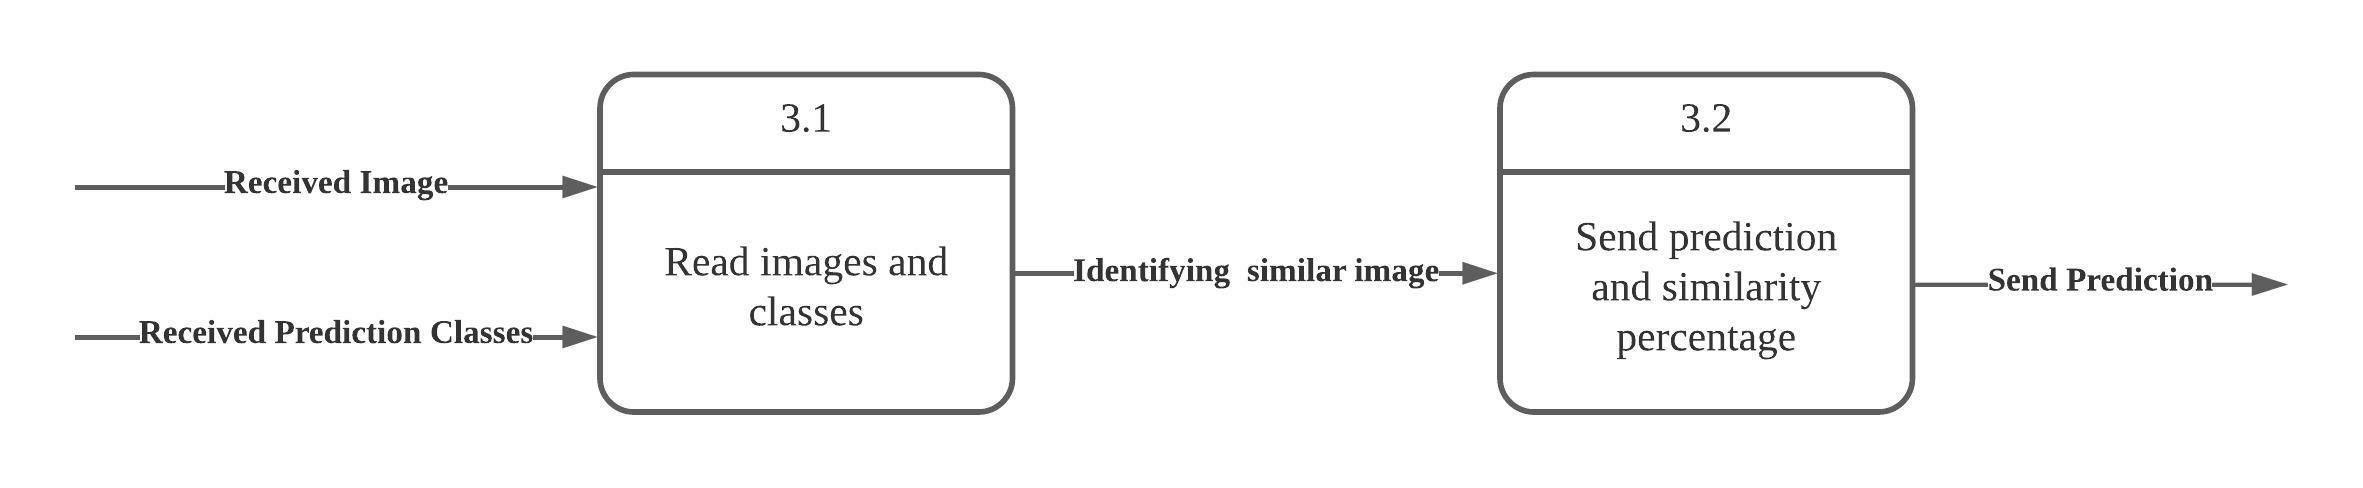 3.1
3.2
Received Image
Read images and
classes
Received Prediction Classes
Identifying  similar image
Send prediction
and similarity
percentage
Send Prediction